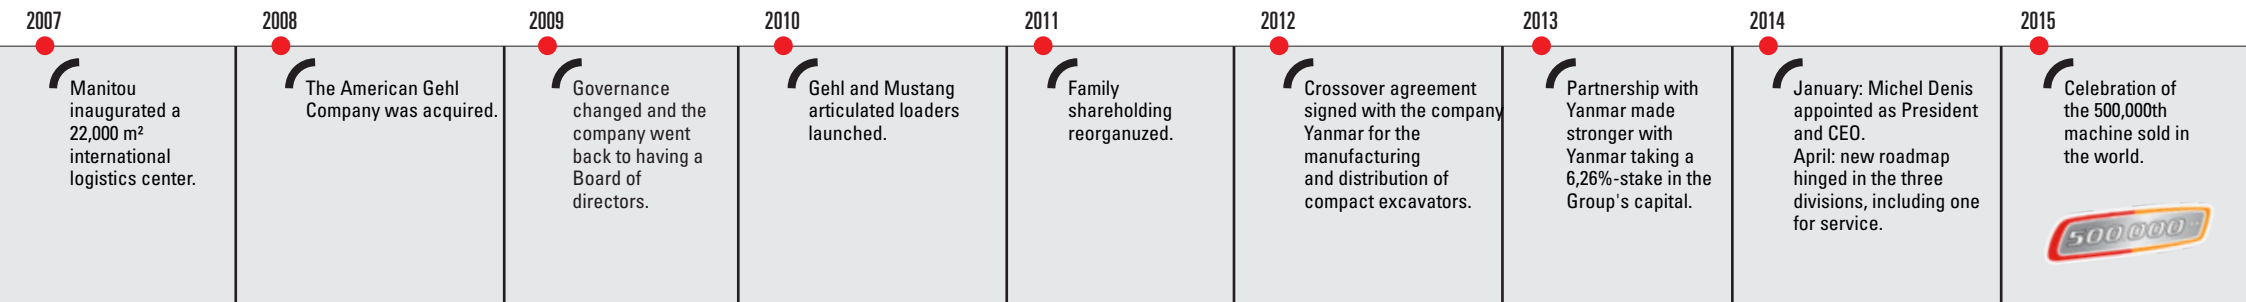 2007
Manitou
inaugurated a
22,000 m²
international
logistics center.
2008
The American Gehl
Company was acquired.
2009
Governance
changed and the
company went
back to having a
Board of
directors.
2010
Gehl and Mustang
articulated loaders
launched.
2011
Family
shareholding
reorganuzed.
2012
Crossover agreement
signed with the company
Yanmar for the
manufacturing
and distribution of
compact excavators.
2013
Partnership with
Yanmar made
stronger with
Yanmar taking a
6,26%-stake in the
Group's capital.
2014
January: Michel Denis
appointed as President
and CEO.
April: new roadmap
hinged in the three
divisions, including one
for service.
2015
Celebration of
the 500,000th
machine sold in
the world.
500 000